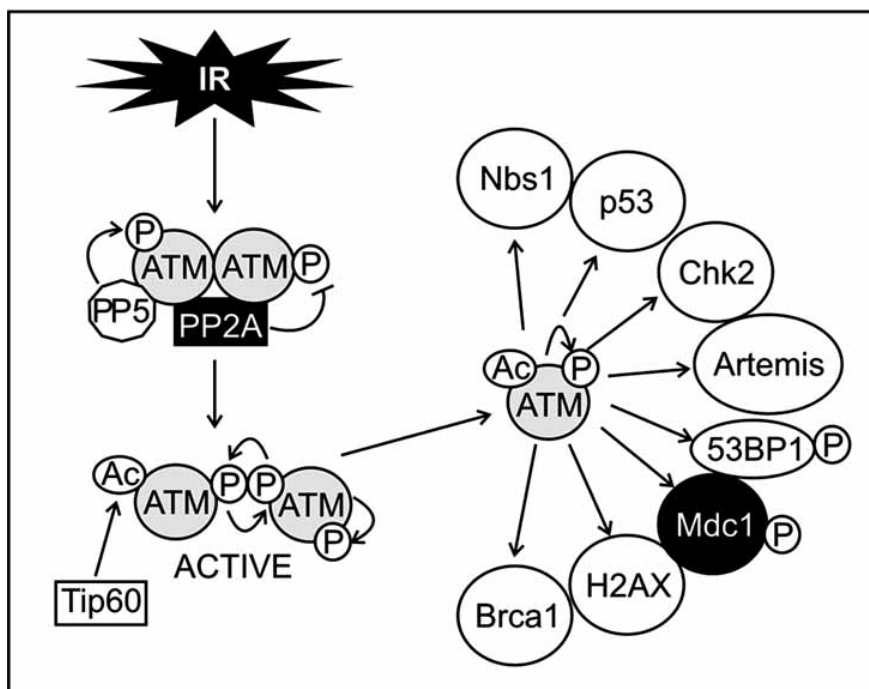 IR
P
ATM
ATM
P
PP5
PP2A
Ac
ATM
P
P
ATM
P
ACTIVE
Tip60
Nbs1
p53
Chk2
Ac
P
ATM
Artemis
53BP1
P
Mdc1
P
H2AX
Brca1